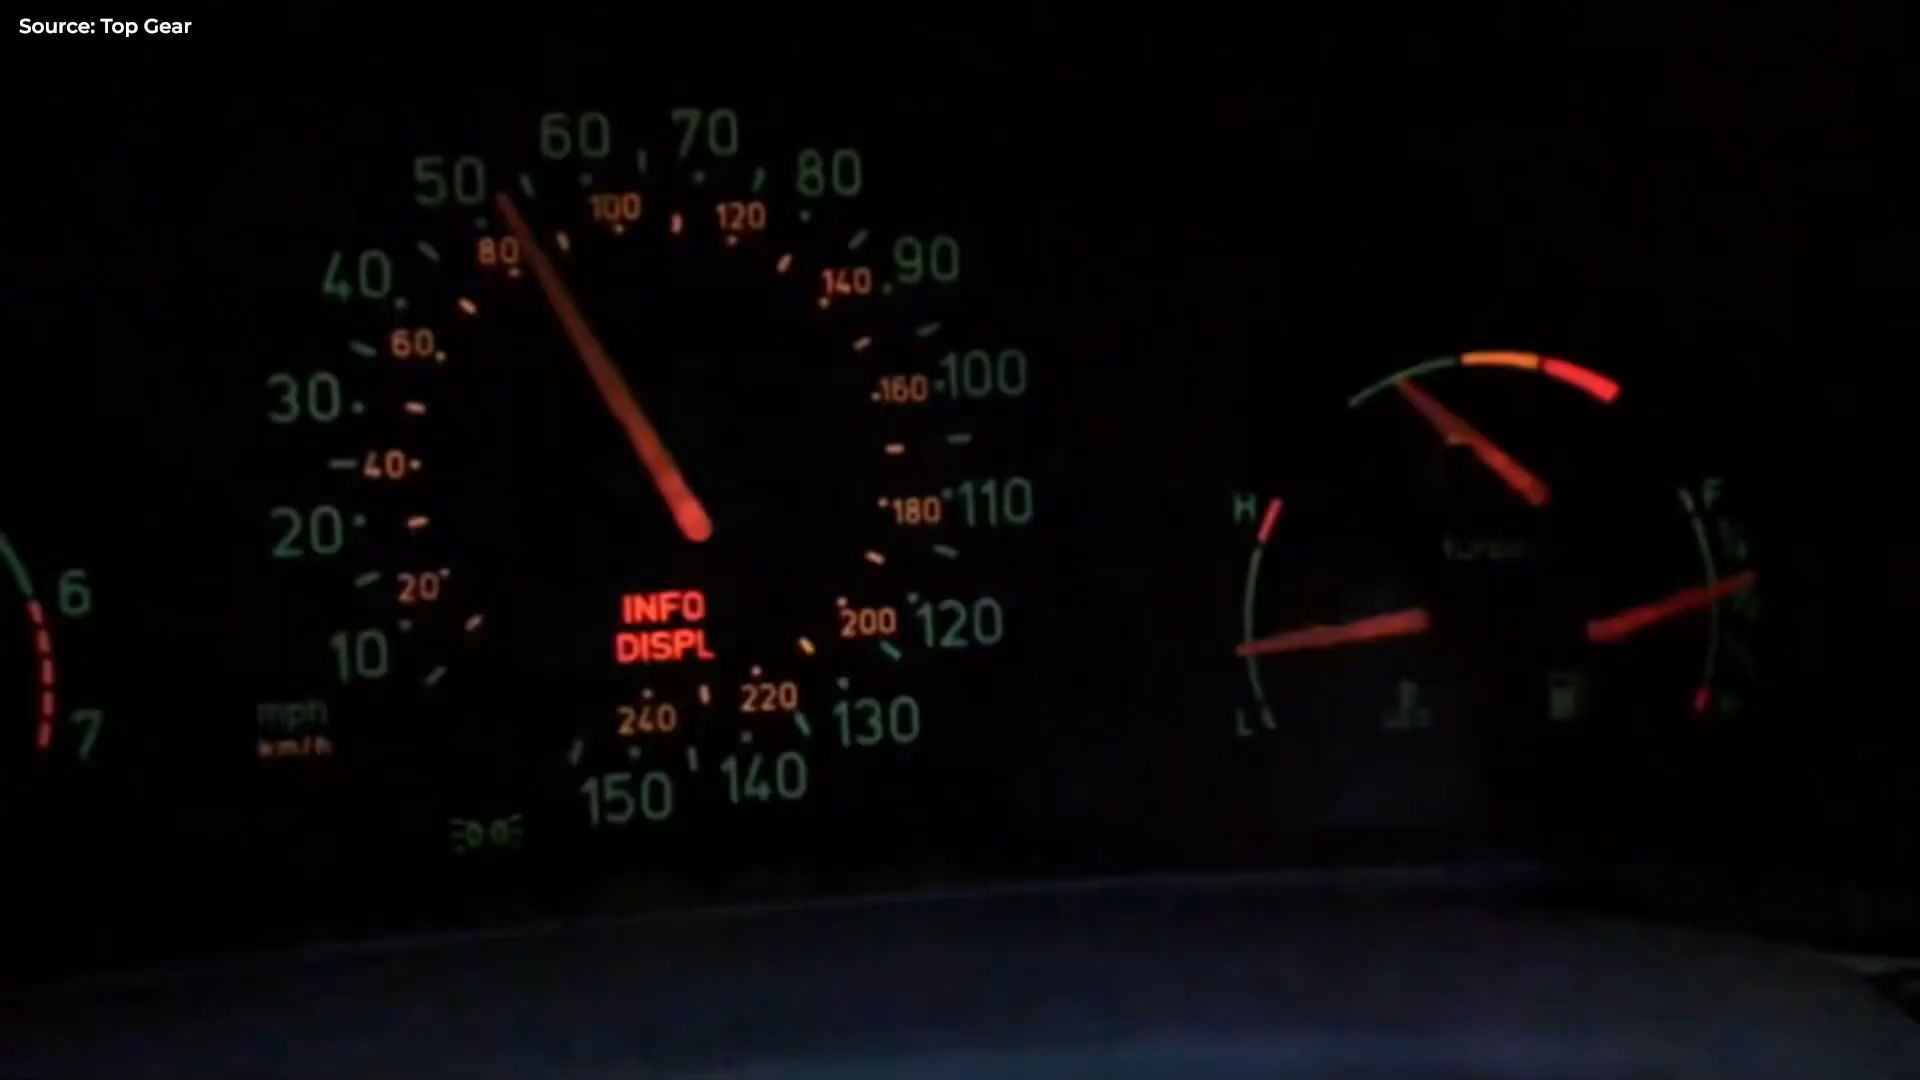 Source: Top Gear
60 70
50 80
100 120
80
40 140 90
60
30 160 100
40
20 180 110
20 INFO
DISPL 200 120
10
220
mph 240 130
km/h
150 140
6
7
H
L
turbo
F